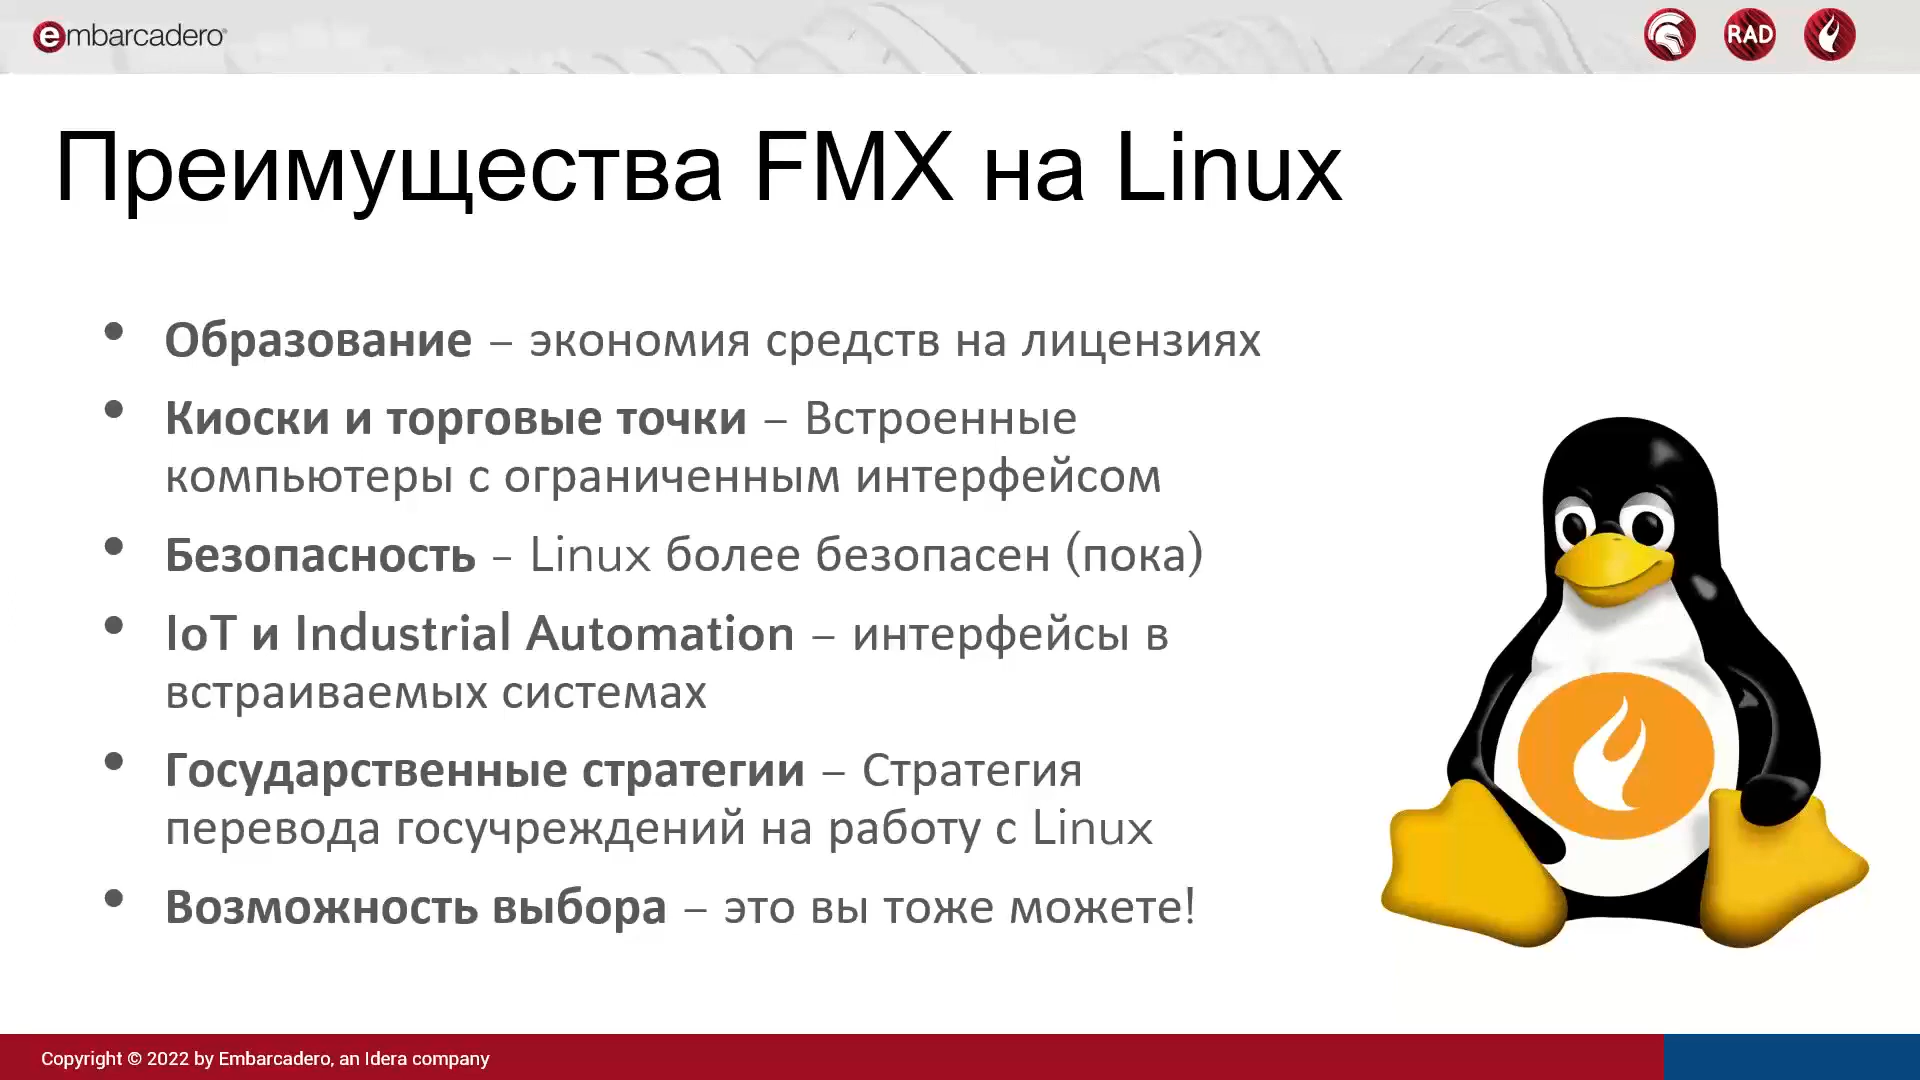 embarcadero
RAD
Преимущества FMX на Linux
• Образование – экономия средств на лицензиях
• Киоски и торговые точки – Встроенные
компьютеры с ограниченным интерфейсом
• Безопасность – Linux более безопасен (пока)
• IoT и Industrial Automation – интерфейсы в
встраиваемых системах
• Государственные стратегии – Стратегия
перевода госучреждений на работу с Linux
• Возможность выбора – это вы тоже можете!
Copyright © 2022 by Embarcadero, an Idera company